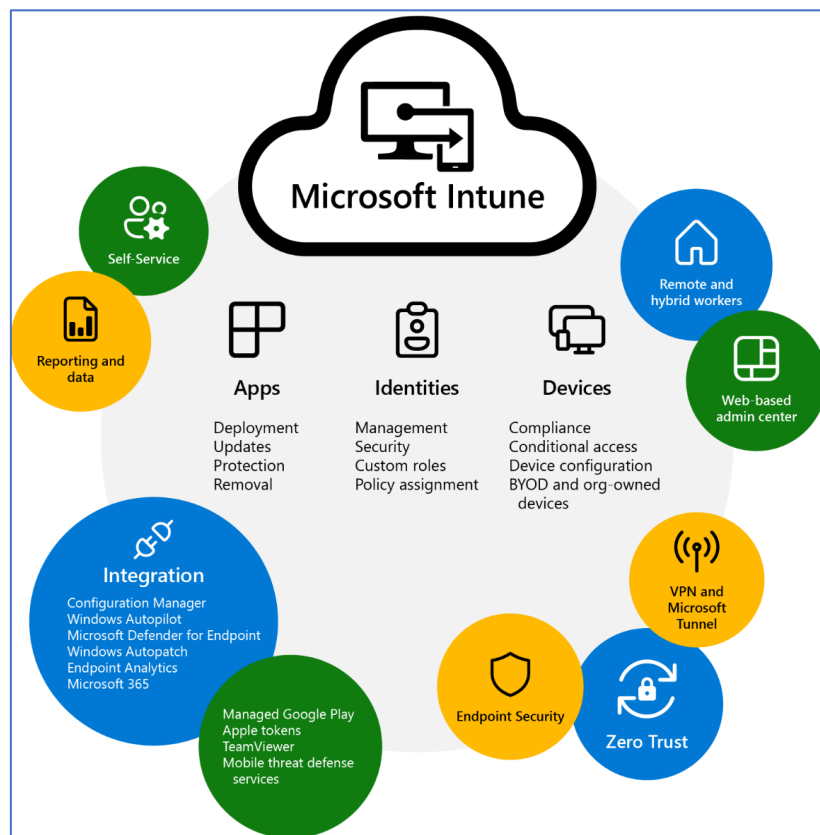 Microsoft Intune
Self-Service
Reporting and
data
Remote and
hybrid workers
Web-based
admin center
Apps
Deployment
Updates
Protection
Removal
Identities
Management
Security
Custom roles
Policy assignment
Devices
Compliance
Conditional access
Device configuration
BYOD and org-owned
devices
Integration
Configuration Manager
Windows Autopilot
Microsoft Defender for Endpoint
Windows Autopatch
Endpoint Analytics
Microsoft 365
Managed Google Play
Apple tokens
TeamViewer
Mobile threat defense
services
VPN and
Microsoft
Tunnel
Endpoint Security
Zero Trust